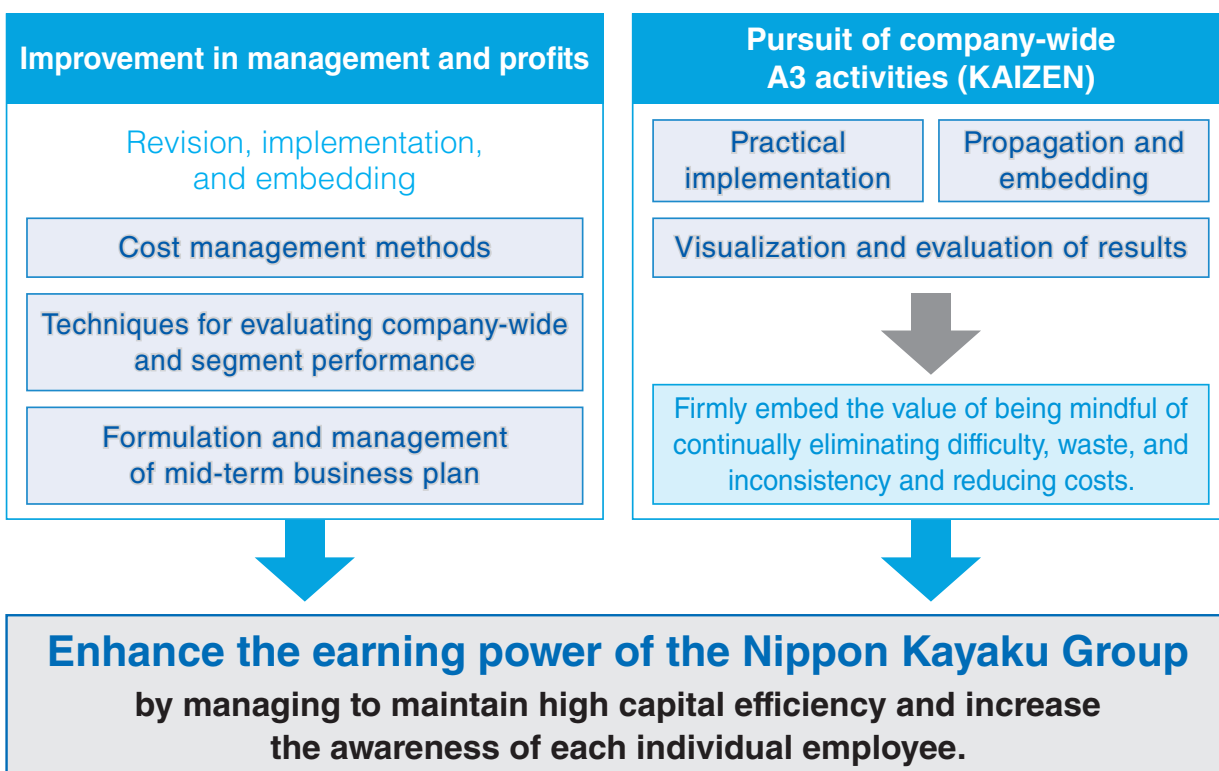 Improvement in management and profits
Revision, implementation,
and embedding
Cost management methods
Techniques for evaluating company-wide
and segment performance
Formulation and management
of mid-term business plan
Pursuit of company-wide
A3 activities (KAIZEN)
Practical
implementation
Propagation and
embedding
Visualization and evaluation of results
Firmly embed the value of being mindful of
continually eliminating difficulty, waste, and
inconsistency and reducing costs.
Enhance the earning power of the Nippon Kayaku Group
by managing to maintain high capital efficiency and increase
the awareness of each individual employee.